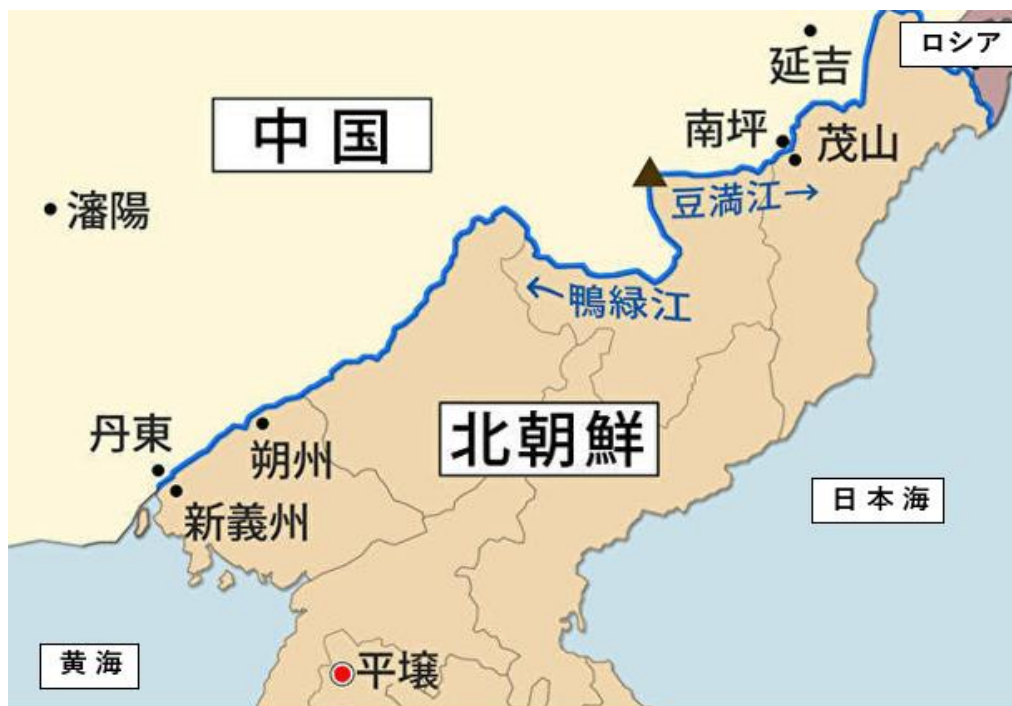 ロシア
延吉
中国
南坪
茂山
瀋陽
豆満江→
←鴨緑江
北朝鮮
丹東
朔州
日本海
新義州
黄海
平壌